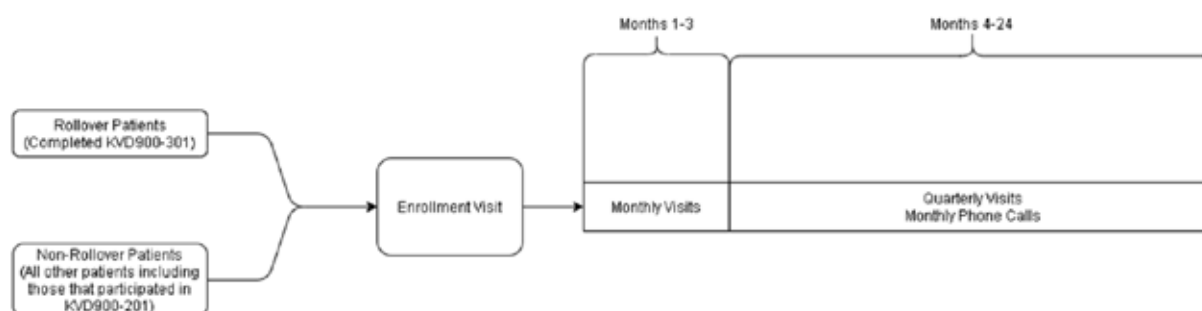 Months 1-3
Months 4-24
Rollover Patients
(Completed KVD900-301)
Enrollment Visit
Monthly Visits
Quarterly Visits
Monthly Phone Calls
Non-Rollover Patients
(All other patients including
those that participated in
KVD900-201)